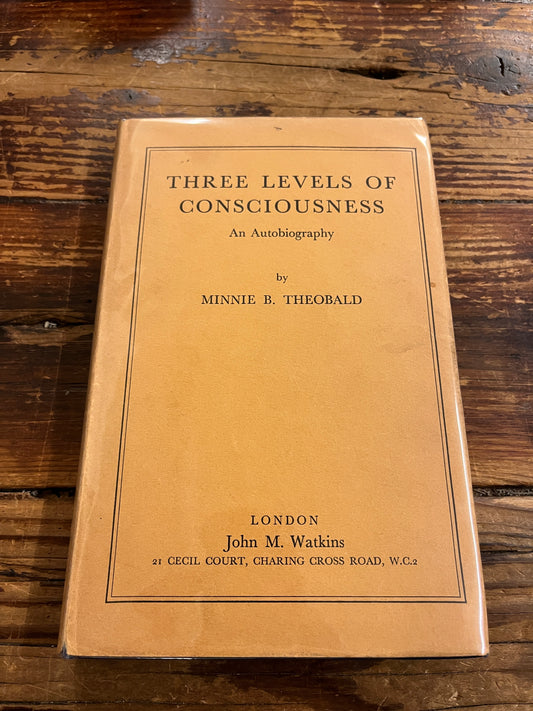 THREE LEVELS OF
CONSCIOUSNESS
An Autobiography
by
MINNIE B. THEOBALD
LONDON
John M. Watkins
21 CECIL COURT, CHARING CROSS ROAD, W.C.2